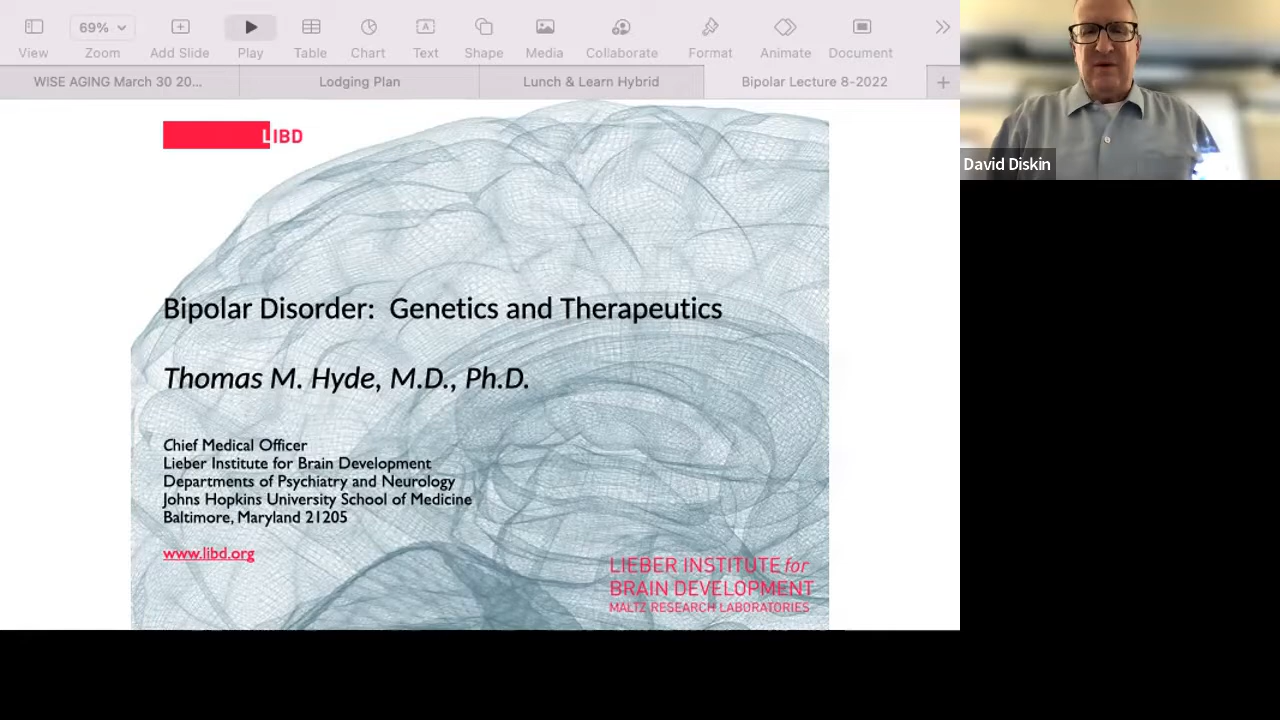 69%
View
Zoom
Add Slide
Play
Table
Chart
Text
Shape
Media
Collaborate
Format
Animate
Document
WISE AGING March 30 20...
Lodging Plan
Lunch & Learn Hybrid
Bipolar Lecture 8-2022
LIBD
Bipolar Disorder: Genetics and Therapeutics
Thomas M. Hyde, M.D., Ph.D.
Chief Medical Officer
Lieber Institute for Brain Development
Departments of Psychiatry and Neurology
Johns Hopkins University School of Medicine
Baltimore, Maryland 21205
www.libd.org
LIEBER INSTITUTE for
BRAIN DEVELOPMENT
MALTZ RESEARCH LABORATORIES
David Diskin